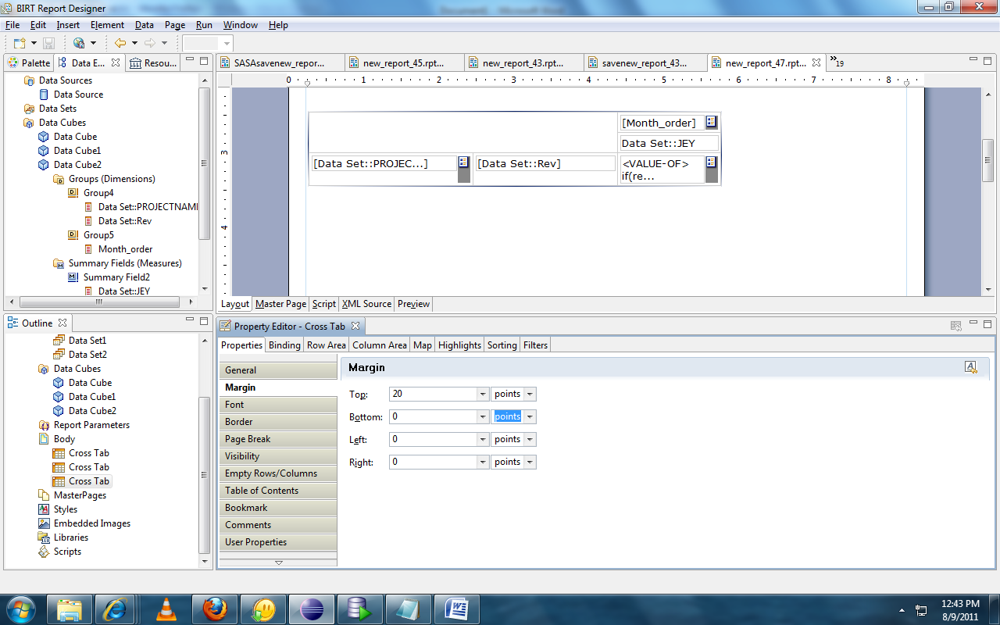 BIRT Report Designer
File Edit Insert Element Data Page Run Window Help
Palette Data E... Resou...
SASAsavenew_repor... new_report_45.rpt... new_report_43.rpt... savenew_report_43... new_report_47.rpt... »19
0 1 2 3 4 5 6 7 8
Data Sources
Data Source
Data Sets
Data Cubes
Data Cube
Data Cube1
Data Cube2
Groups (Dimensions)
Group4
Data Set::PROJECTNAM
Data Set::Rev
Group5
Month_order
Summary Fields (Measures)
Summary Field2
Data Set::JEY
3
4
[Month_order]
Data Set::JEY
[Data Set::PROJEC...] [Data Set::Rev] <VALUE-OF>
if(re...
Layout Master Page Script XML Source Preview
Outline
Data Set1
Data Set2
Data Cubes
Data Cube
Data Cube1
Data Cube2
Report Parameters
Body
Cross Tab
Cross Tab
Cross Tab
MasterPages
Styles
Embedded Images
Libraries
Scripts
Property Editor - Cross Tab
Properties Binding Row Area Column Area Map Highlights Sorting Filters
General
Margin
Font
Border
Page Break
Visibility
Empty Rows/Columns
Table of Contents
Bookmark
Comments
User Properties
Margin
Top: 20 points
Bottom: 0 points
Left: 0 points
Right: 0 points
12:43 PM
8/9/2011